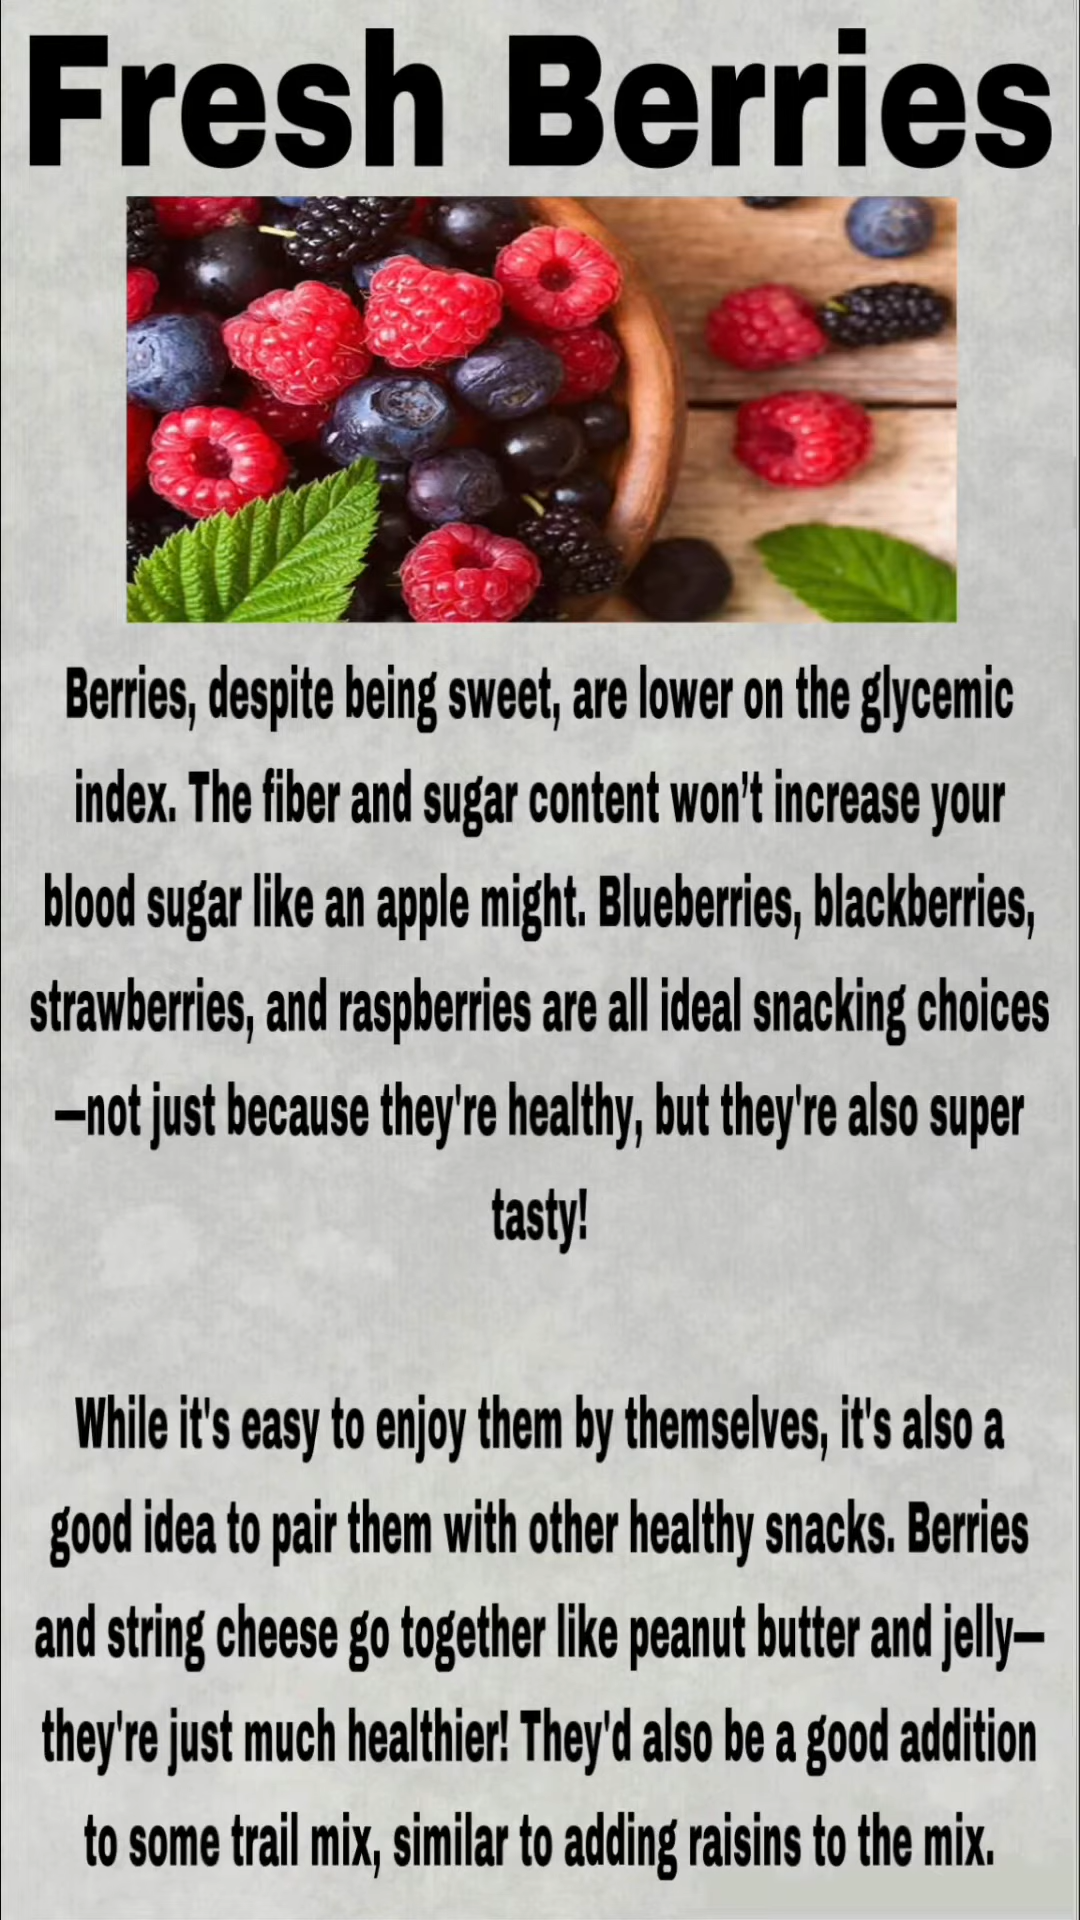 Fresh Berries
Berries, despite being sweet, are lower on the glycemic
index. The fiber and sugar content won’t increase your
blood sugar like an apple might. Blueberries, blackberries,
strawberries, and raspberries are all ideal snacking choices
—not just because they're healthy, but they're also super
tasty!
While it's easy to enjoy them by themselves, it's also a
good idea to pair them with other healthy snacks. Berries
and string cheese go together like peanut butter and jelly—
they're just much healthier! They'd also be a good addition
to some trail mix, similar to adding raisins to the mix.